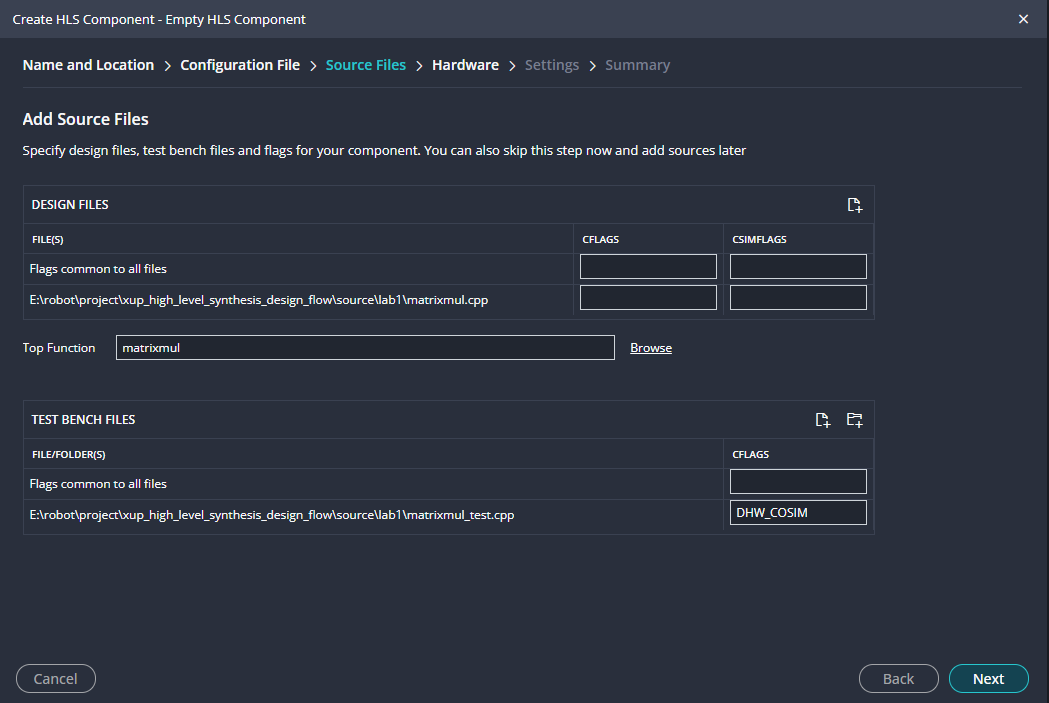 Create HLS Component - Empty HLS Component
Name and Location > Configuration File > Source Files > Hardware > Settings > Summary
Add Source Files
Specify design files, test bench files and flags for your component. You can also skip this step now and add sources later
DESIGN FILES
FILE(S) CFLAGS CSIMFLAGS
Flags common to all files
E:\robot\project\xup_high_level_synthesis_design_flow\source\lab1\matrixmul.cpp
Top Function matrixmul Browse
TEST BENCH FILES
FILE/FOLDER(S) CFLAGS
Flags common to all files
E:\robot\project\xup_high_level_synthesis_design_flow\source\lab1\matrixmul_test.cpp DHW_COSIM
Cancel Back Next